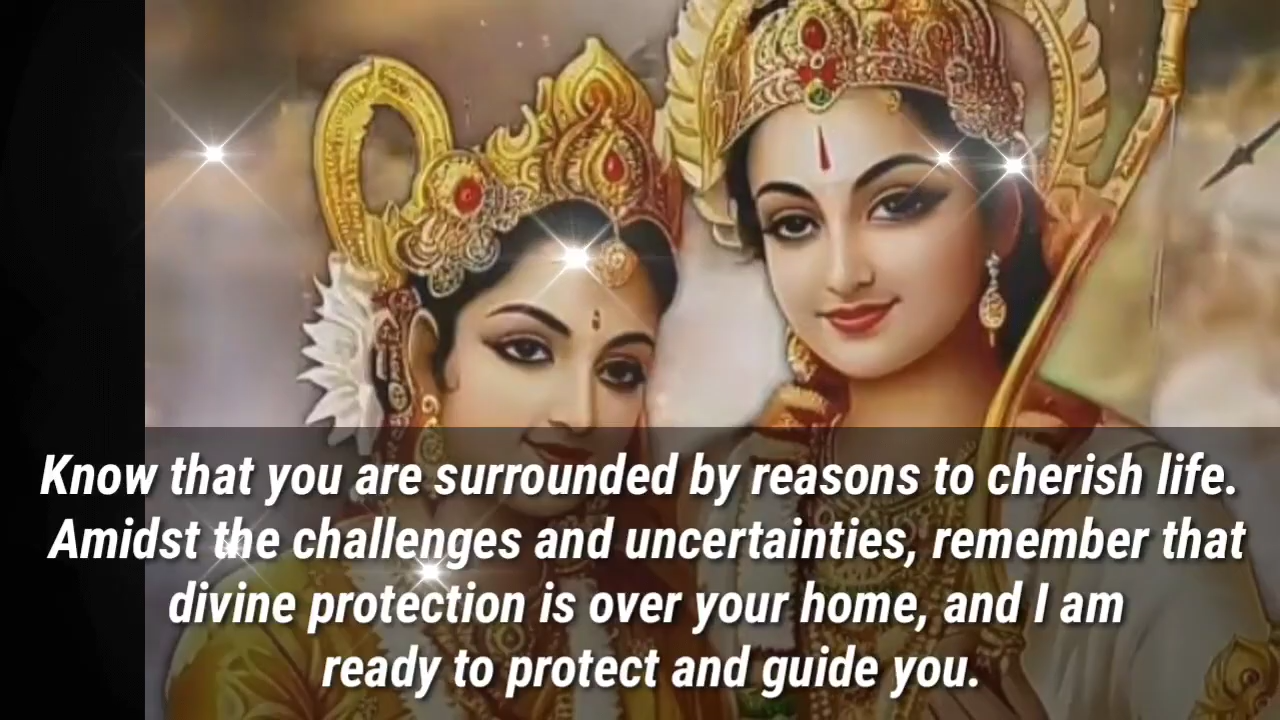 Know that you are surrounded by reasons to cherish life.
Amidst the challenges and uncertainties, remember that
divine protection is over your home, and I am
ready to protect and guide you.